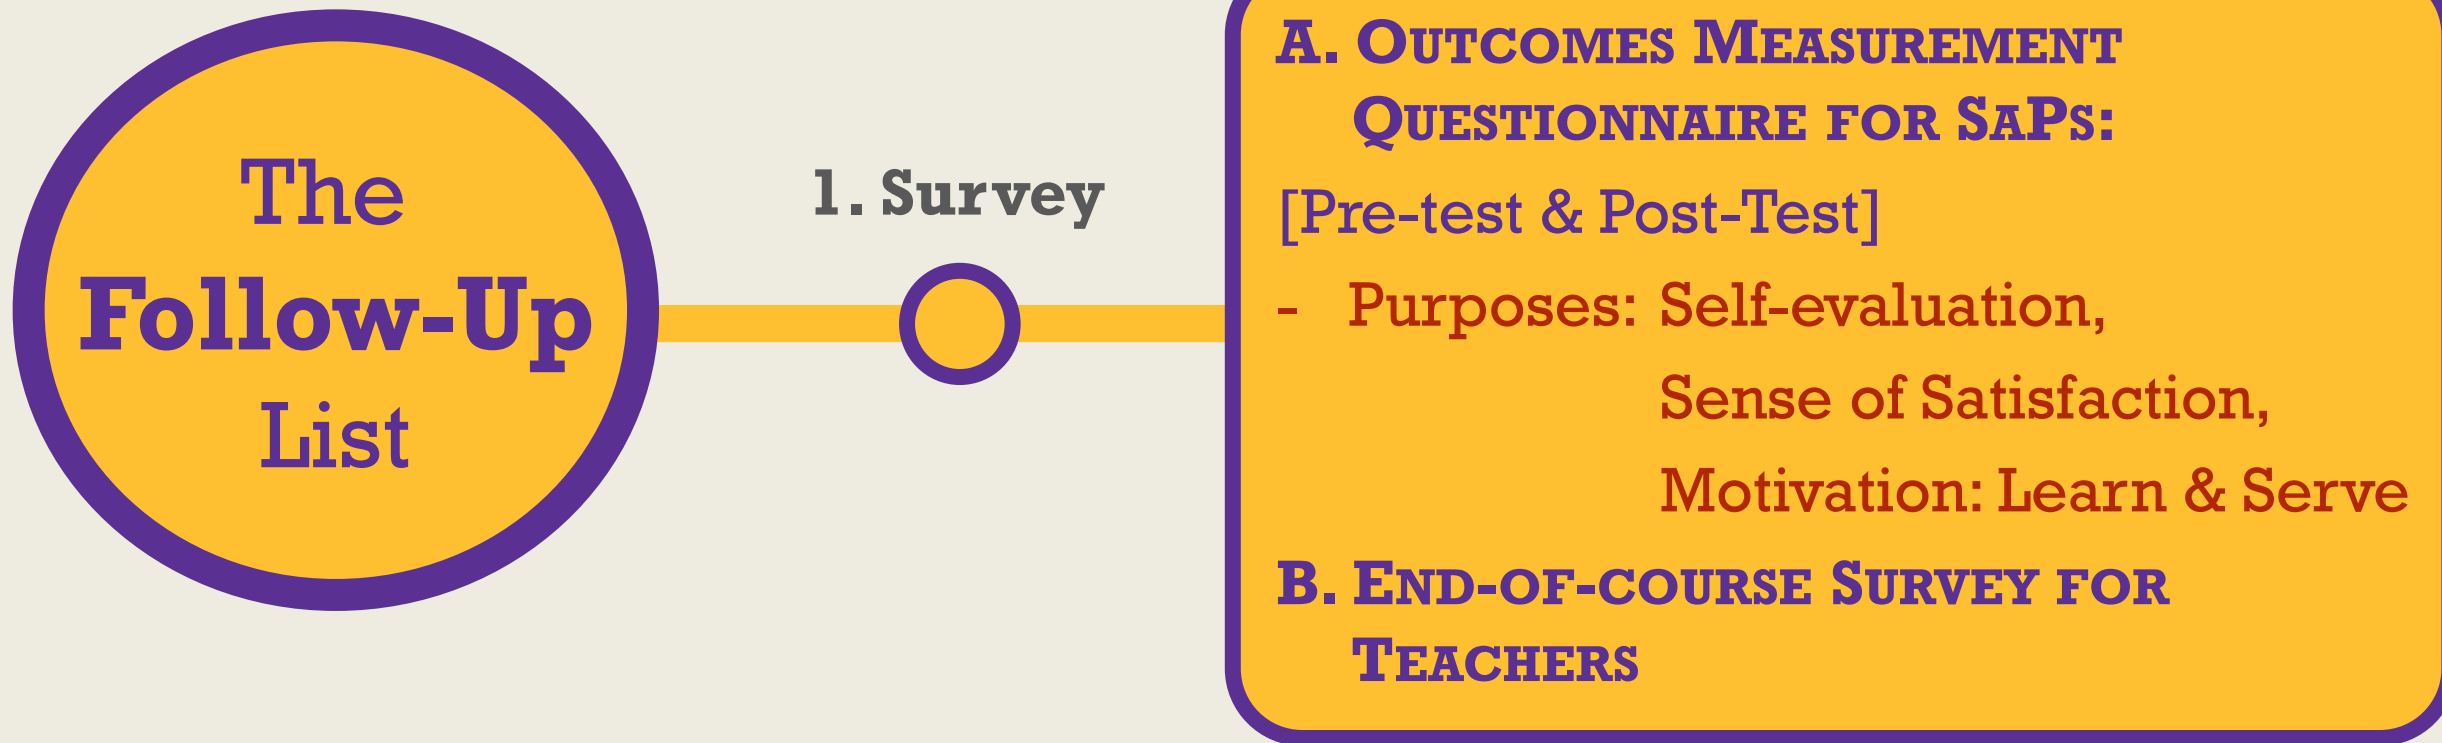 The
Follow-Up
List
1. Survey
A. OUTCOMES MEASUREMENT
QUESTIONNAIRE FOR SAPS:
[Pre-test & Post-Test]
- Purposes: Self-evaluation,
Sense of Satisfaction,
Motivation: Learn & Serve
B. END-OF-COURSE SURVEY FOR
TEACHERS